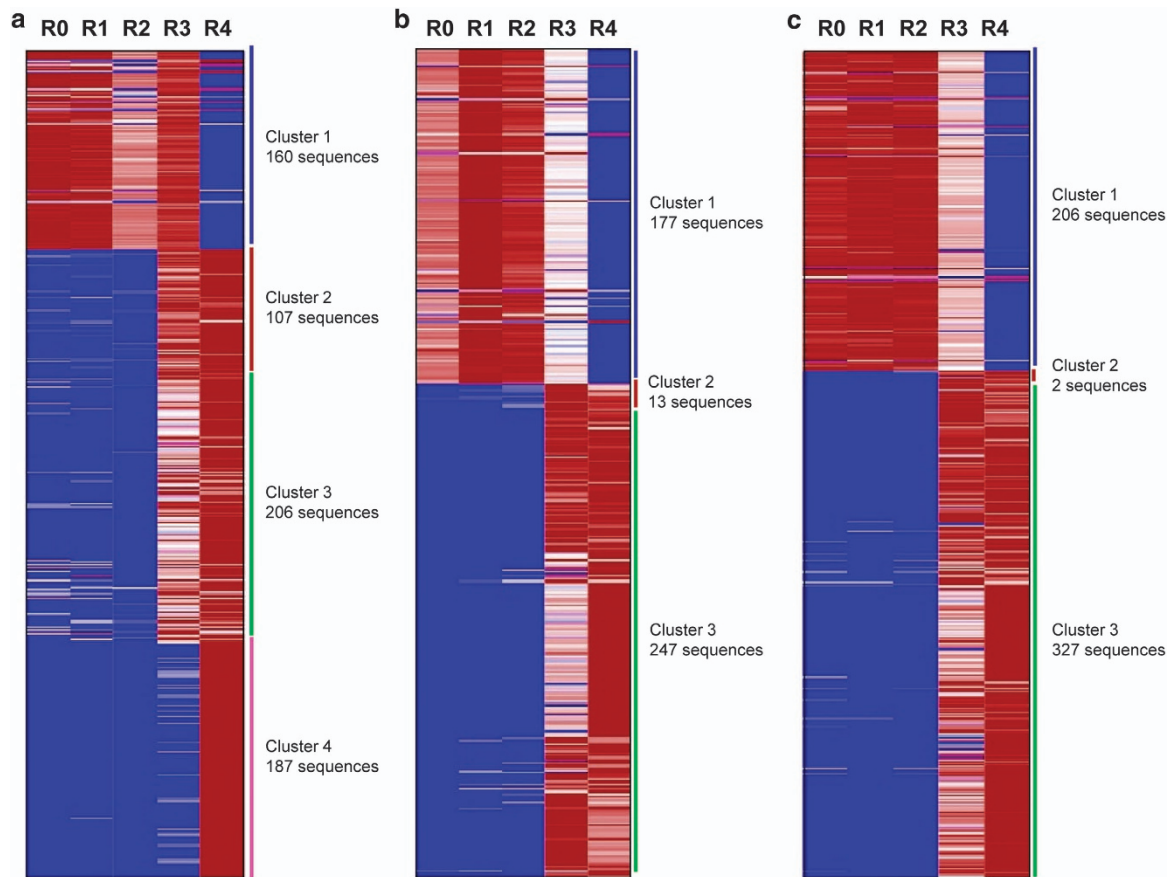 a
R0 R1 R2 R3 R4
Cluster 1
160 sequences
Cluster 2
107 sequences
Cluster 3
206 sequences
Cluster 4
187 sequences
b
R0 R1 R2 R3 R4
Cluster 1
177 sequences
Cluster 2
13 sequences
Cluster 3
247 sequences
c
R0 R1 R2 R3 R4
Cluster 1
206 sequences
Cluster 2
2 sequences
Cluster 3
327 sequences